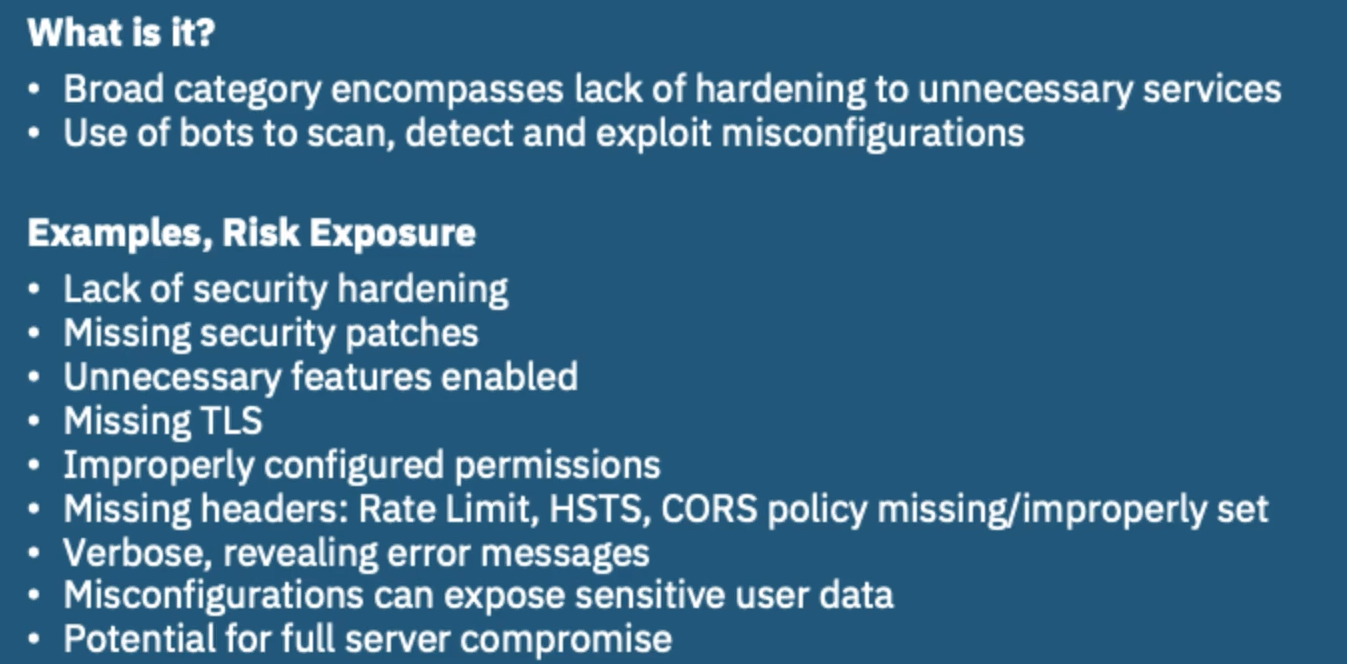 What is it?
• Broad category encompasses lack of hardening to unnecessary services
• Use of bots to scan, detect and exploit misconfigurations
Examples, Risk Exposure
• Lack of security hardening
• Missing security patches
• Unnecessary features enabled
• Missing TLS
• Improperly configured permissions
• Missing headers: Rate Limit, HSTS, CORS policy missing/improperly set
• Verbose, revealing error messages
• Misconfigurations can expose sensitive user data
• Potential for full server compromise